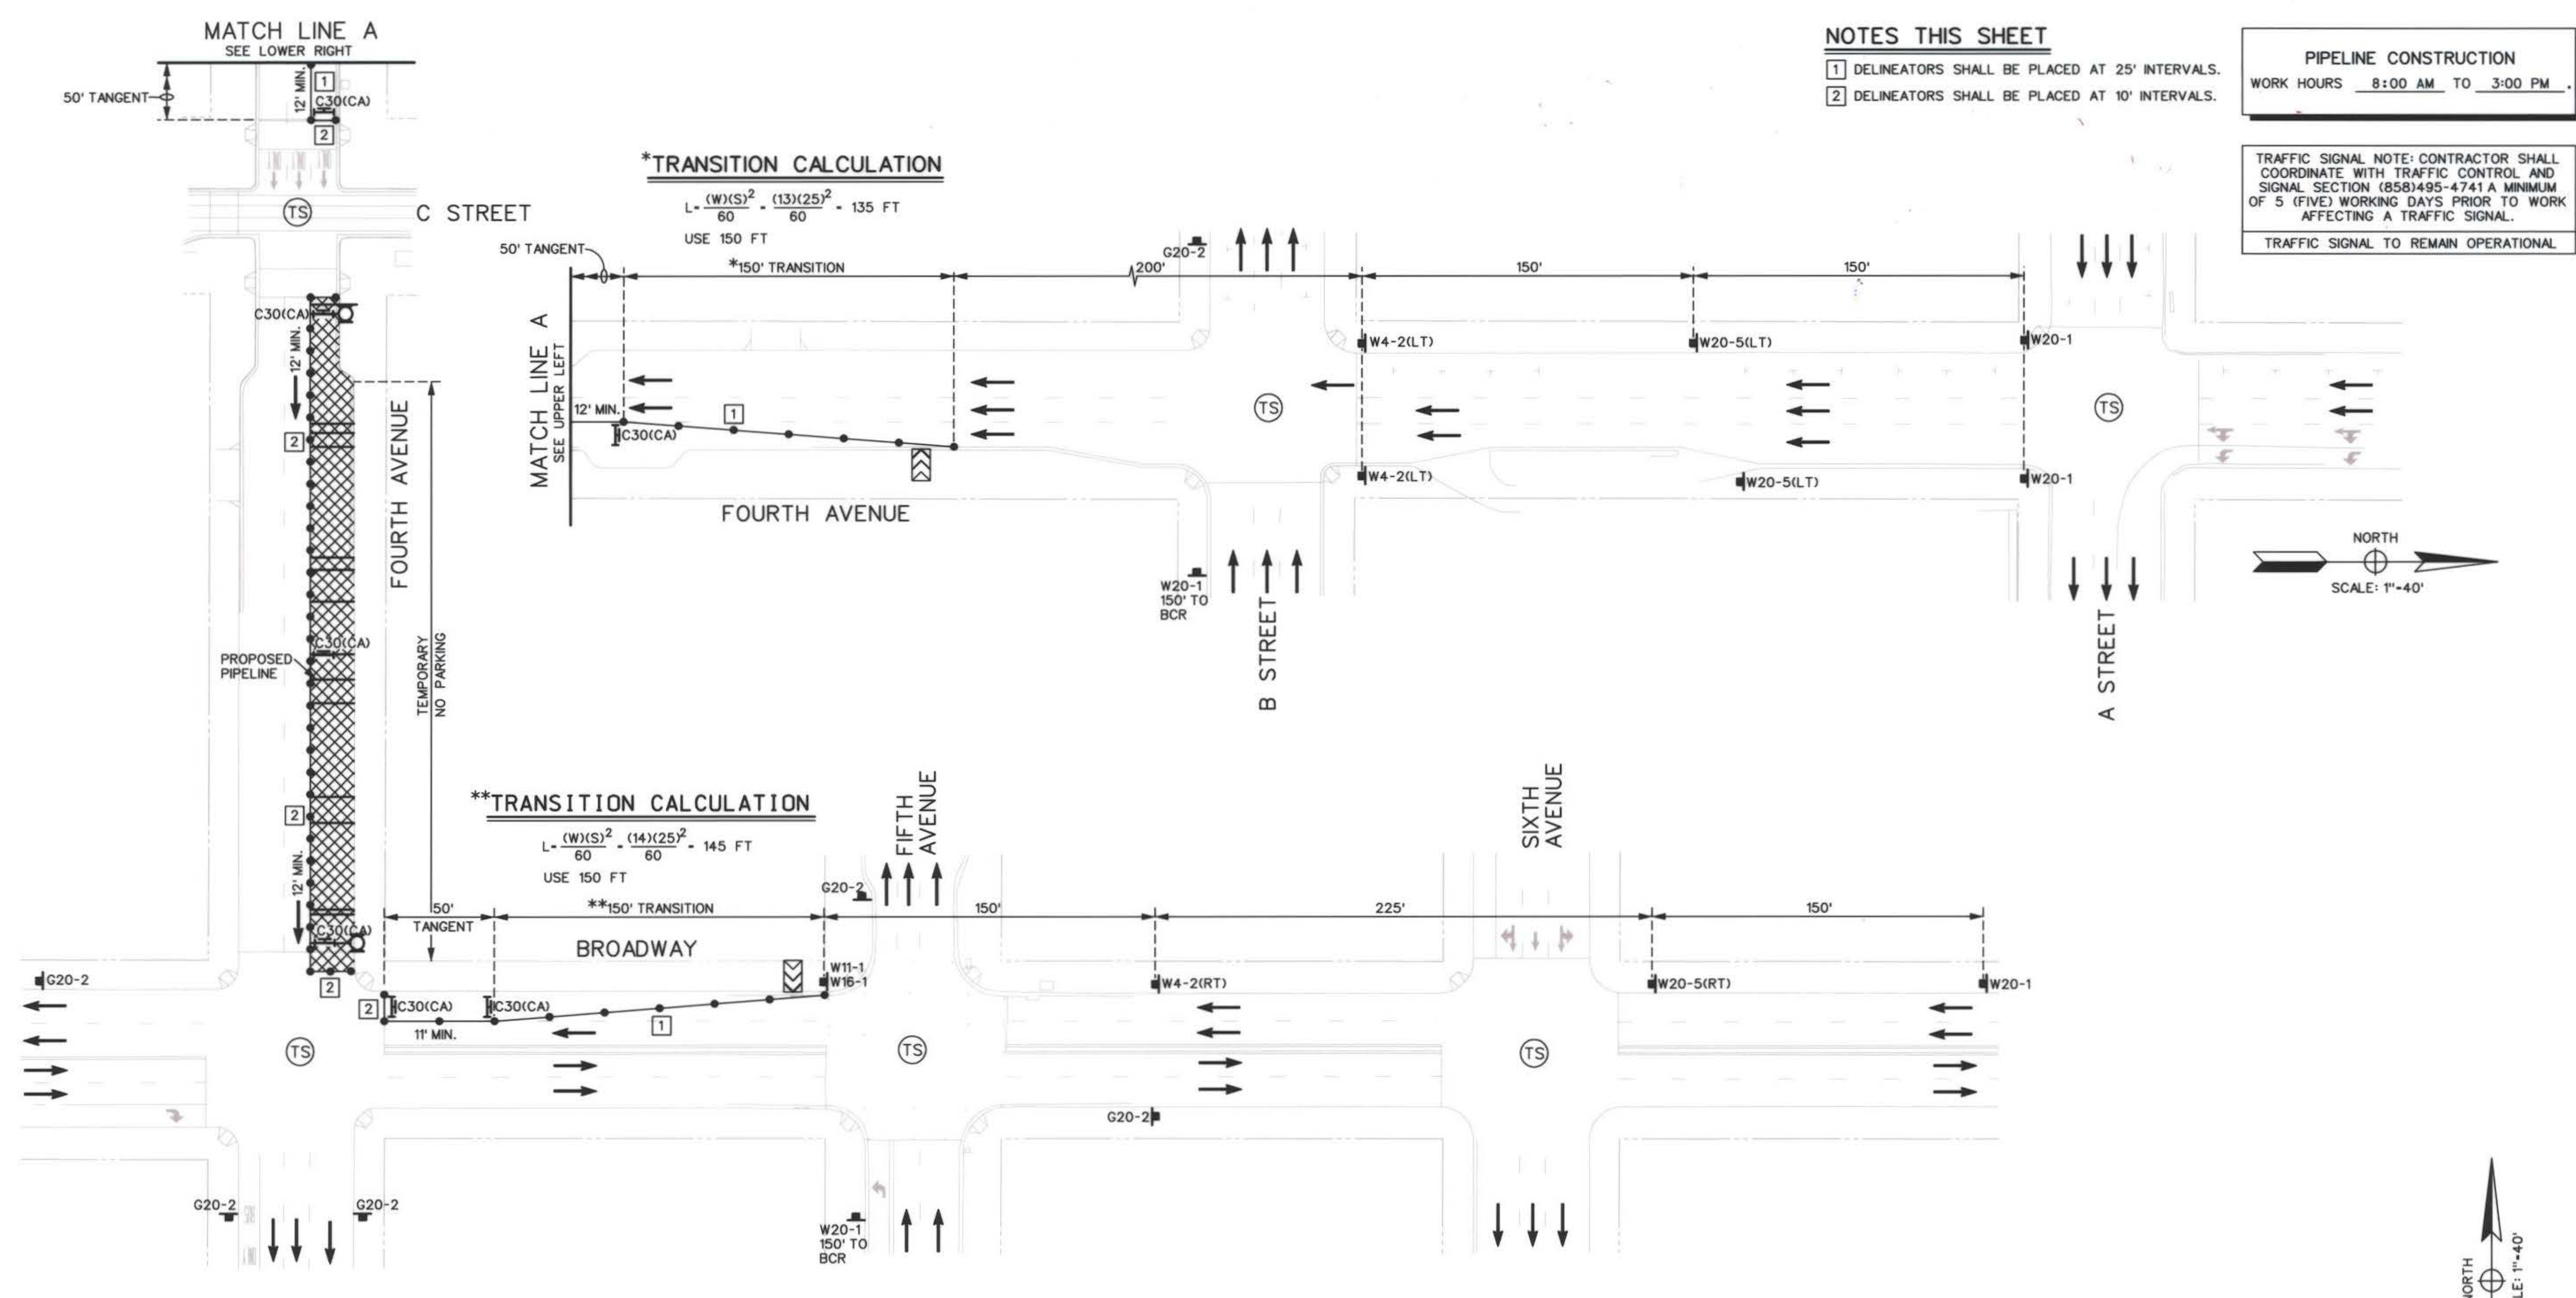 MATCH LINE A
SEE LOWER RIGHT
50' TANGENT
12' MIN.
1
C30(CA)
2
TS
C STREET
NOTES THIS SHEET
1 DELINEATORS SHALL BE PLACED AT 25' INTERVALS.
2 DELINEATORS SHALL BE PLACED AT 10' INTERVALS.
PIPELINE CONSTRUCTION
WORK HOURS 8:00 AM TO 3:00 PM.
TRAFFIC SIGNAL NOTE: CONTRACTOR SHALL
COORDINATE WITH TRAFFIC CONTROL AND
SIGNAL SECTION (858)495-4741 A MINIMUM
OF 5 (FIVE) WORKING DAYS PRIOR TO WORK
AFFECTING A TRAFFIC SIGNAL.
TRAFFIC SIGNAL TO REMAIN OPERATIONAL
*TRANSITION CALCULATION
L-(W)(S)2/60 - (13)(25)2/60 - 135 FT
USE 150 FT
50' TANGENT
*150' TRANSITION
200'
150'
150'
G20-2
MATCH LINE A
SEE UPPER LEFT
12' MIN.
C30(CA)
1
FOURTH AVENUE
W4-2(LT)
W20-5(LT)
W20-1
TS
TS
W4-2(LT)
W20-5(LT)
W20-1
W20-1
150' TO
BCR
B STREET
A STREET
NORTH
SCALE: 1"-40'
C30(CA)
12' MIN.
2
FOURTH AVENUE
C30(CA)
PROPOSED
PIPELINE
TEMPORARY
NO PARKING
2
12' MIN.
C30(CA)
2
**TRANSITION CALCULATION
L-(W)(S)2/60 - (14)(25)2/60 - 145 FT
USE 150 FT
FIFTH
AVENUE
SIXTH
AVENUE
50'
TANGENT
**150' TRANSITION
150'
225'
150'
G20-2
BROADWAY
W11-1
W16-1
G20-2
2
C30(CA)
C30(CA)
11' MIN.
1
W4-2(RT)
W20-5(RT)
W20-1
TS
TS
TS
G20-2
G20-2
G20-2
W20-1
150' TO
BCR
NORTH
LE: 1"-40'